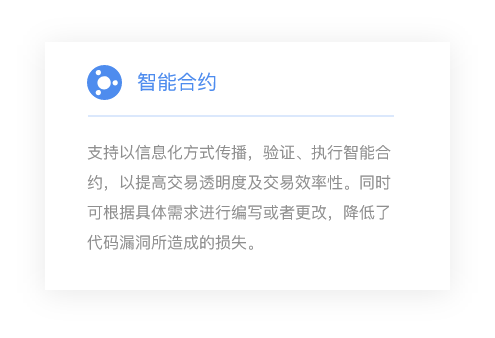 智能合约
支持以信息化方式传播，验证、执行智能合
约，以提高交易透明度及交易效率性。同时
可根据具体需求进行编写或者更改，降低了
代码漏洞所造成的损失。